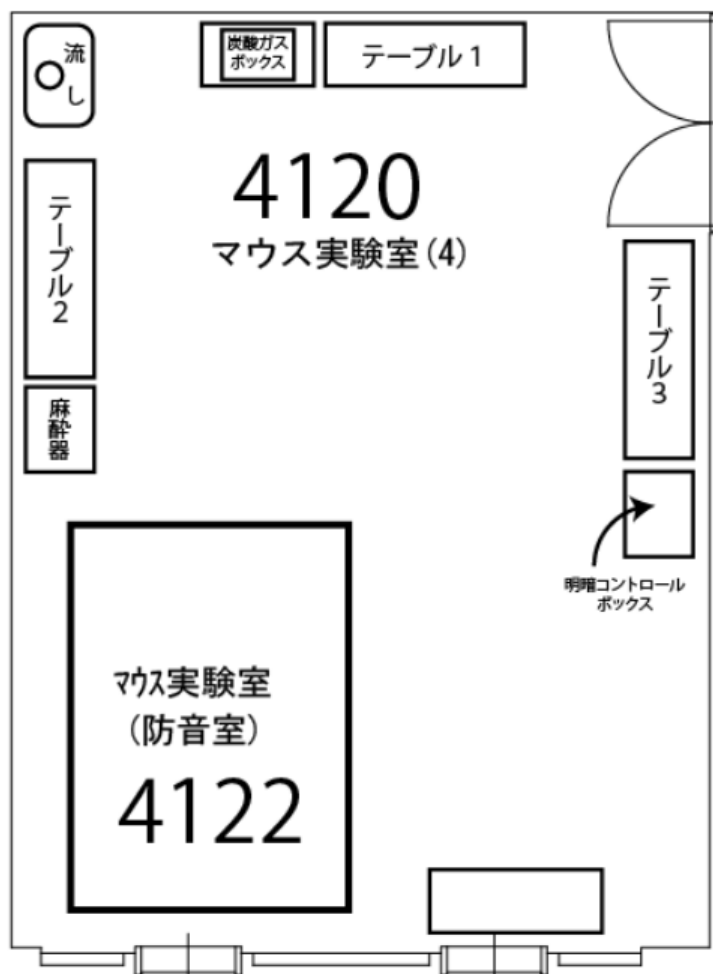 流し
炭酸ガス
ボックス
テーブル 1
4120
マウス実験室(4)
テーブル2
テーブル3
麻酔器
明暗コントロール
ボックス
ﾏｳｽ実験室
(防音室)
4122